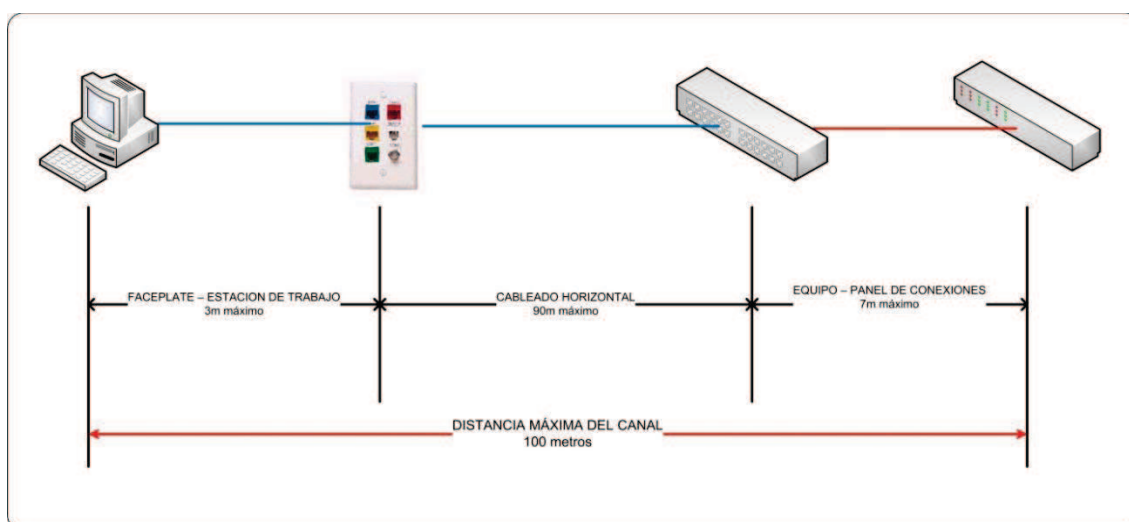 FACEPLATE – ESTACION DE TRABAJO
3m máximo
CABLEADO HORIZONTAL
90m máximo
EQUIPO – PANEL DE CONEXIONES
7m máximo
DISTANCIA MÁXIMA DEL CANAL
100 metros